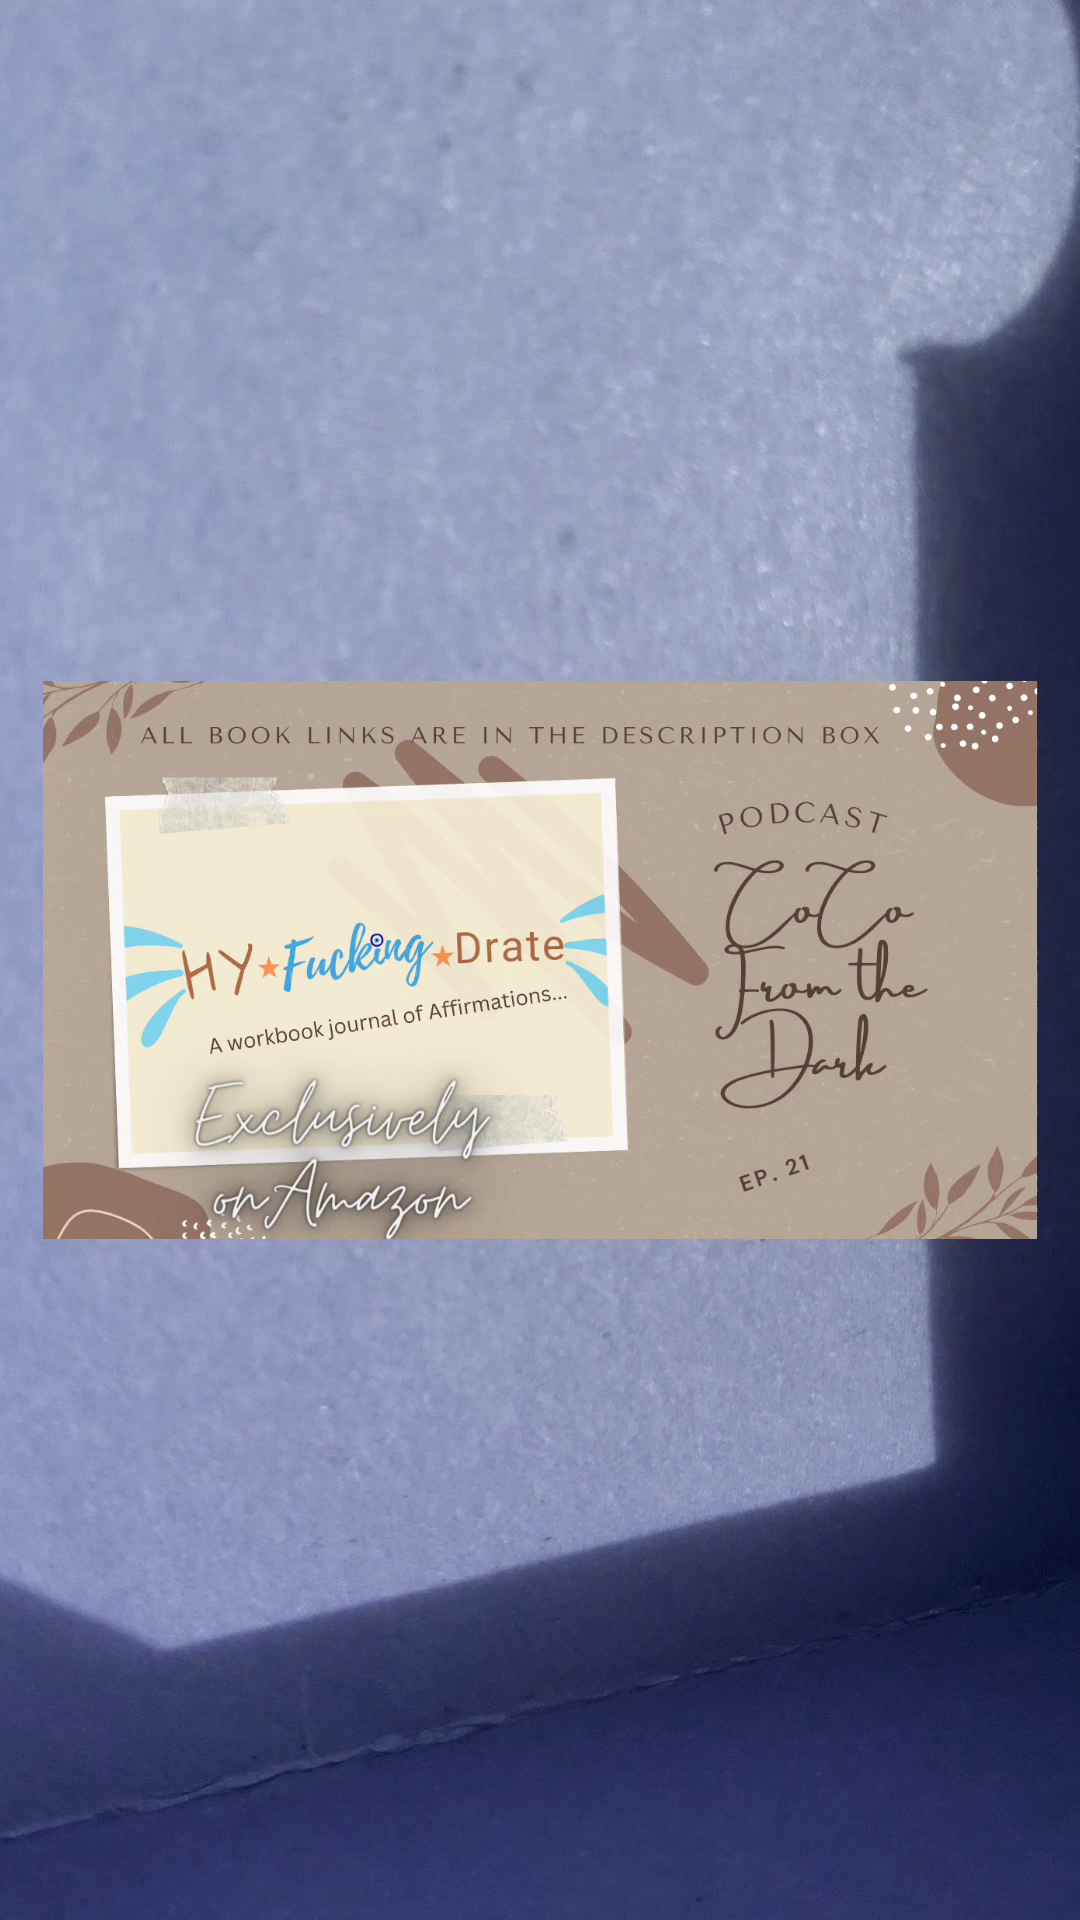 ALL BOOK LINKS ARE IN THE DESCRIPTION BOX
HY★Fucking★Drate
A workbook journal of Affirmations...
Exclusively
on Amazon
PODCAST
CoCo
From the
Dark
EP. 21